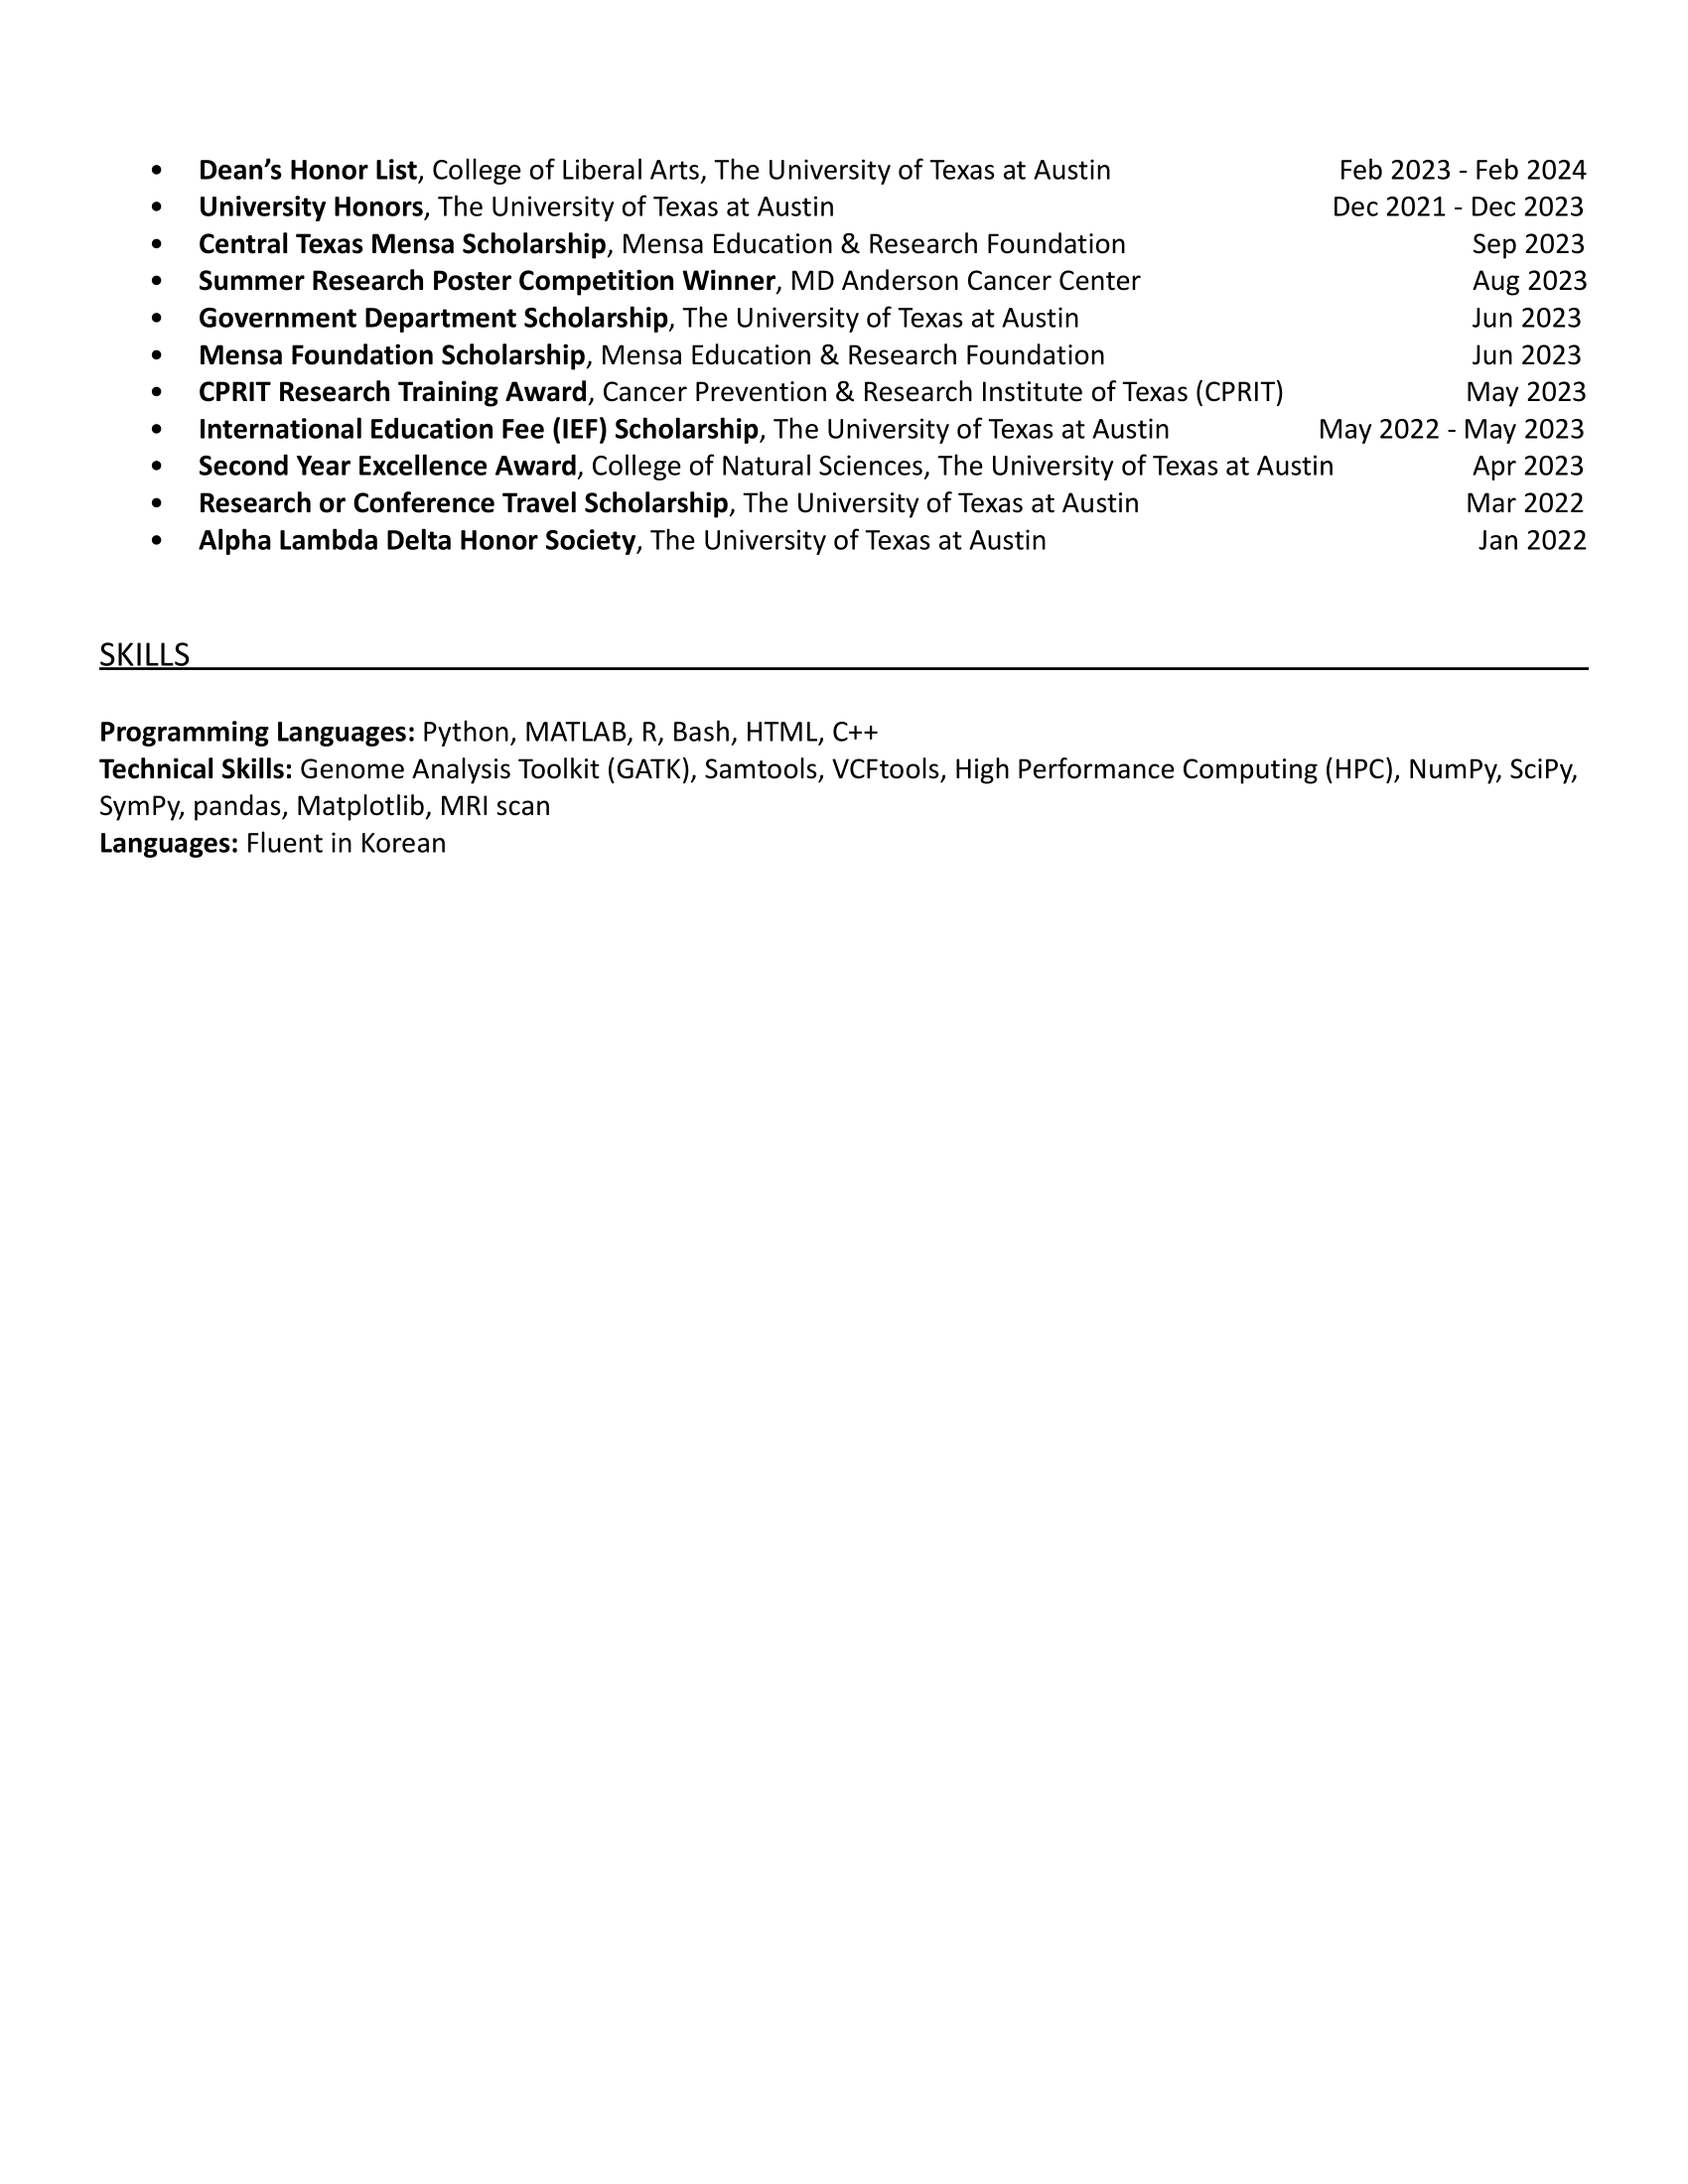 • Dean’s Honor List, College of Liberal Arts, The University of Texas at Austin Feb 2023 - Feb 2024
• University Honors, The University of Texas at Austin Dec 2021 - Dec 2023
• Central Texas Mensa Scholarship, Mensa Education & Research Foundation Sep 2023
• Summer Research Poster Competition Winner, MD Anderson Cancer Center Aug 2023
• Government Department Scholarship, The University of Texas at Austin Jun 2023
• Mensa Foundation Scholarship, Mensa Education & Research Foundation Jun 2023
• CPRIT Research Training Award, Cancer Prevention & Research Institute of Texas (CPRIT) May 2023
• International Education Fee (IEF) Scholarship, The University of Texas at Austin May 2022 - May 2023
• Second Year Excellence Award, College of Natural Sciences, The University of Texas at Austin Apr 2023
• Research or Conference Travel Scholarship, The University of Texas at Austin Mar 2022
• Alpha Lambda Delta Honor Society, The University of Texas at Austin Jan 2022
SKILLS
Programming Languages: Python, MATLAB, R, Bash, HTML, C++
Technical Skills: Genome Analysis Toolkit (GATK), Samtools, VCFtools, High Performance Computing (HPC), NumPy, SciPy,
SymPy, pandas, Matplotlib, MRI scan
Languages: Fluent in Korean